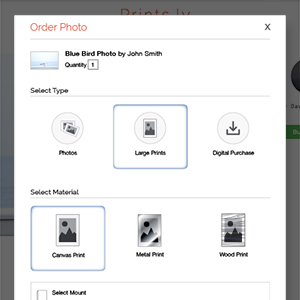 Prints.ly
Order Photo X
Blue Bird Photo by John Smith
Quantity 1
Select Type
Photos Large Prints Digital Purchase
Select Material
Canvas Print Metal Print Wood Print
Select Mount